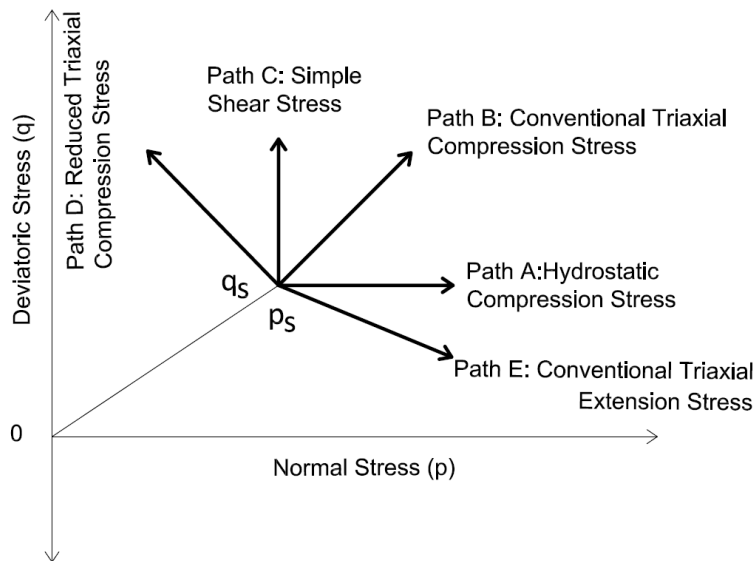 Deviatoric Stress (q)
Path D: Reduced Triaxial
Compression Stress
Path C: Simple
Shear Stress
Path B: Conventional Triaxial
Compression Stress
qs
ps
Path A:Hydrostatic
Compression Stress
Path E: Conventional Triaxial
Extension Stress
0
Normal Stress (p)